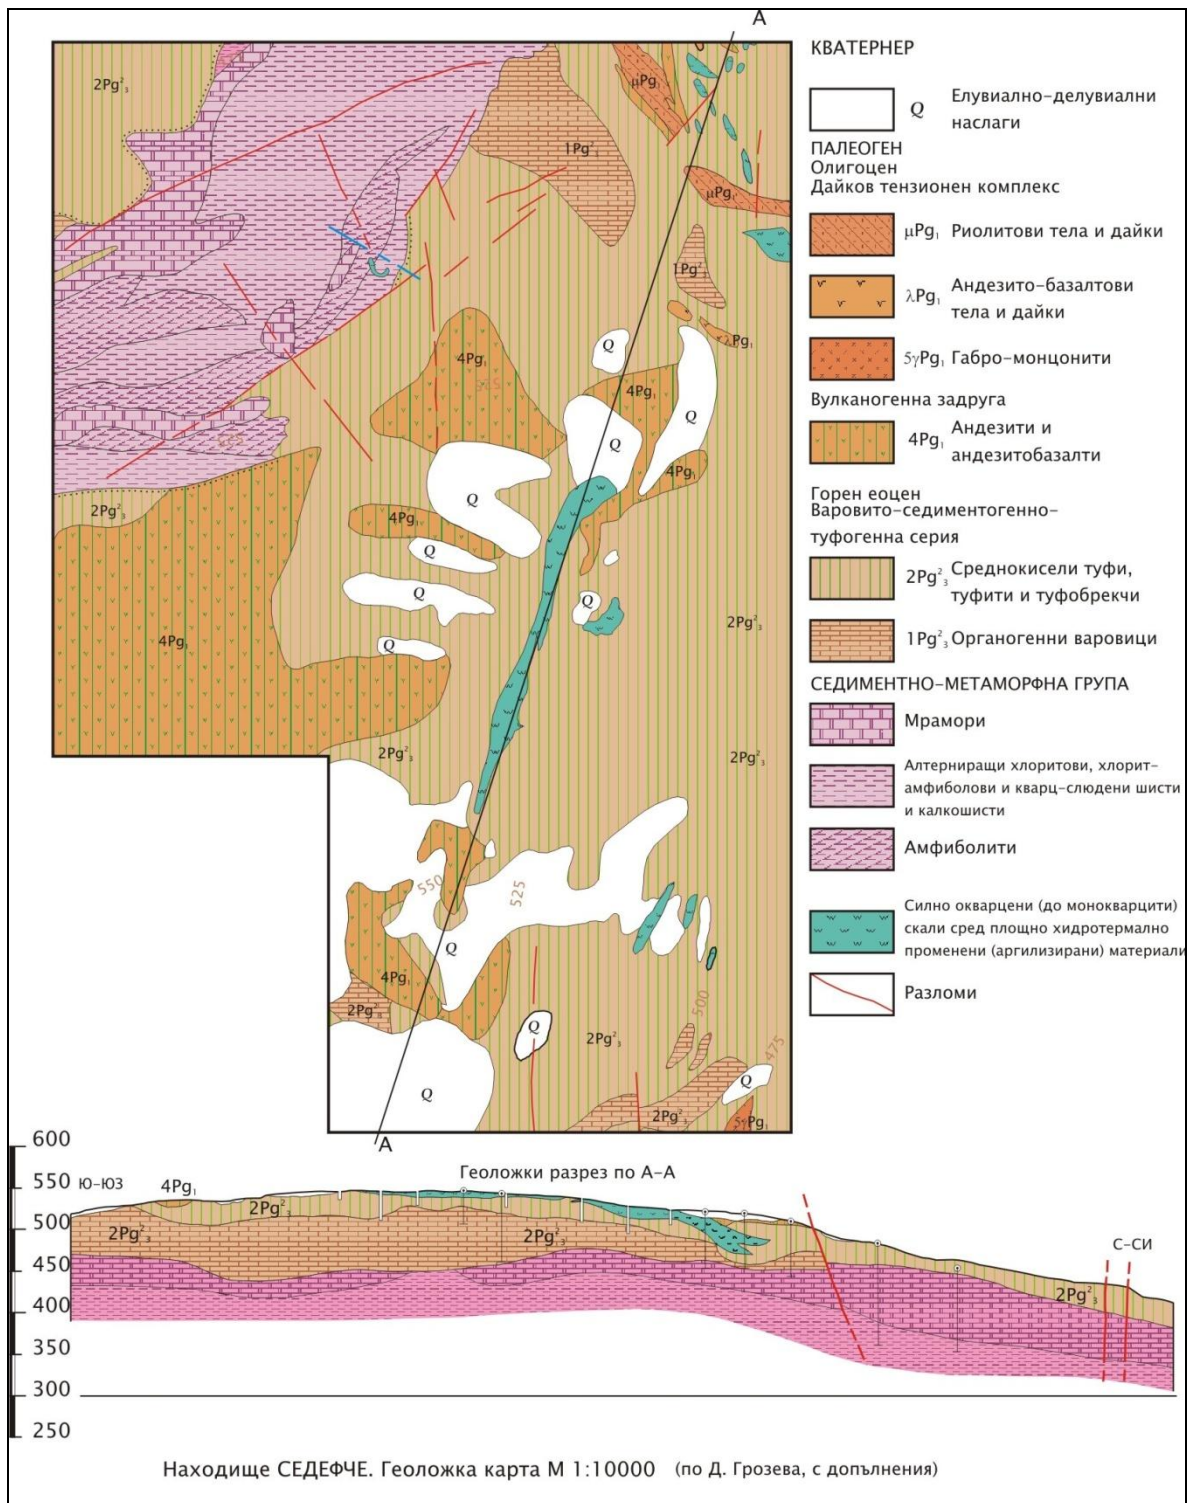 A
2Pg²₃
μPg₁
1Pg²₃
μPg₁
1Pg²₃
λPg₁
Q
4Pg₁
525
4Pg₁
Q
Q
525
4Pg₁
2Pg²₃
Q
4Pg₁
Q
Q
Q
2Pg²₃
4Pg₁
Q
2Pg²₃
2Pg²₃
550
525
Q
4Pg₁
2Pg²₃
500
Q
2Pg²₃
475
Q
Q
2Pg²₃
5γPg₁
A
КВАТЕРНЕР
Q Елувиално-делувиални
наслаги
ПАЛЕОГЕН
Олигоцен
Дайков тензионен комплекс
μPg₁ Риолитови тела и дайки
λPg₁ Андезито-базалтови
тела и дайки
5γPg₁ Габро-монцонити
Вулканогенна задруга
4Pg₁ Андезити и
андезитобазалти
Горен еоцен
Варовито-седиментогенно-
туфогенна серия
2Pg²₃ Среднокисели туфи,
туфити и туфобрекчи
1Pg²₃ Органогенни варовици
СЕДИМЕНТНО-МЕТАМОРФНА ГРУПА
Мрамори
Алтерниращи хлоритови, хлорит-
амфиболови и кварц-слюдени шисти
и калкошисти
Амфиболити
Силно окварцени (до монокварцити)
скали сред площно хидротермално
променени (аргилизирани) материали
Разломи
600
550
500
450
400
350
300
250
Ю-ЮЗ
Геоложки разрез по А-А
4Pg₁
2Pg²₃
2Pg²₃
2Pg²₃
С-СИ
2Pg²₃
Находище СЕДЕФЧЕ. Геоложка карта М 1:10000 (по Д. Грозева, с допълнения)